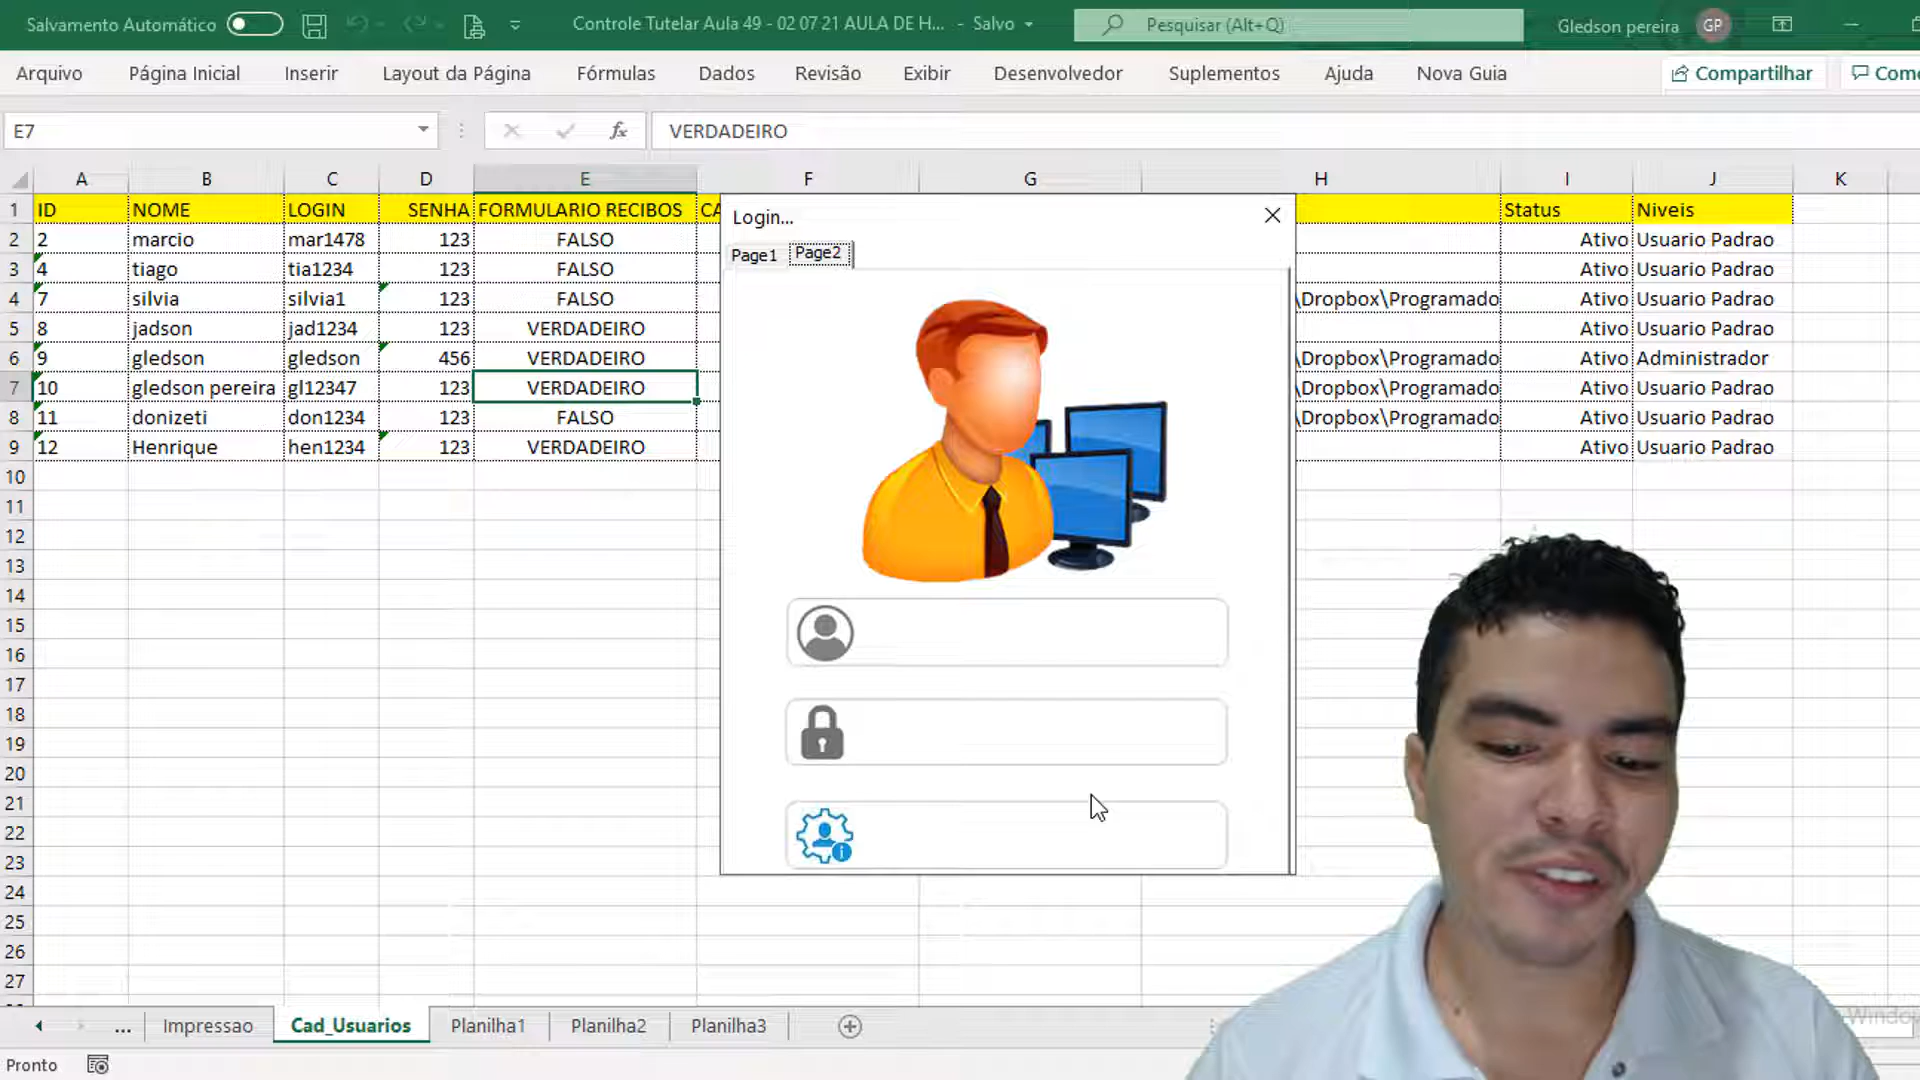 Salvamento Automático
Controle Tutelar Aula 49 - 02 07 21 AULA DE H... - Salvo
Pesquisar (Alt+Q)
Gledson pereira GP
Arquivo Página Inicial Inserir Layout da Página Fórmulas Dados Revisão Exibir Desenvolvedor Suplementos Ajuda Nova Guia Compartilhar Come
E7 fx VERDADEIRO
A B C D E F G H I J K
1 ID NOME LOGIN SENHA FORMULARIO RECIBOS CA Status Niveis
2 2 marcio mar1478 123 FALSO Ativo Usuario Padrao
3 4 tiago tia1234 123 FALSO Ativo Usuario Padrao
4 7 silvia silvia1 123 FALSO \Dropbox\Programado Ativo Usuario Padrao
5 8 jadson jad1234 123 VERDADEIRO Ativo Usuario Padrao
6 9 gledson gledson 456 VERDADEIRO \Dropbox\Programado Ativo Administrador
7 10 gledson pereira gl12347 123 VERDADEIRO \Dropbox\Programado Ativo Usuario Padrao
8 11 donizeti don1234 123 FALSO \Dropbox\Programado Ativo Usuario Padrao
9 12 Henrique hen1234 123 VERDADEIRO Ativo Usuario Padrao
10
11
12
13
14
15
16
17
18
19
20
21
22
23
24
25
26
27
Login...
Page1 Page2
... Impressao Cad_Usuarios Planilha1 Planilha2 Planilha3
Window
Pronto